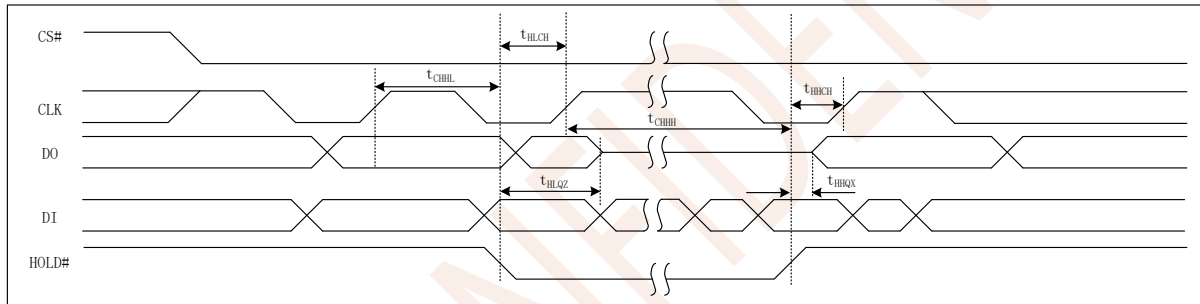 CS#
tHLCH
tCHHL
CLK
tHHCH
tCHHH
DO
tHLQZ
tHHQX
DI
HOLD#